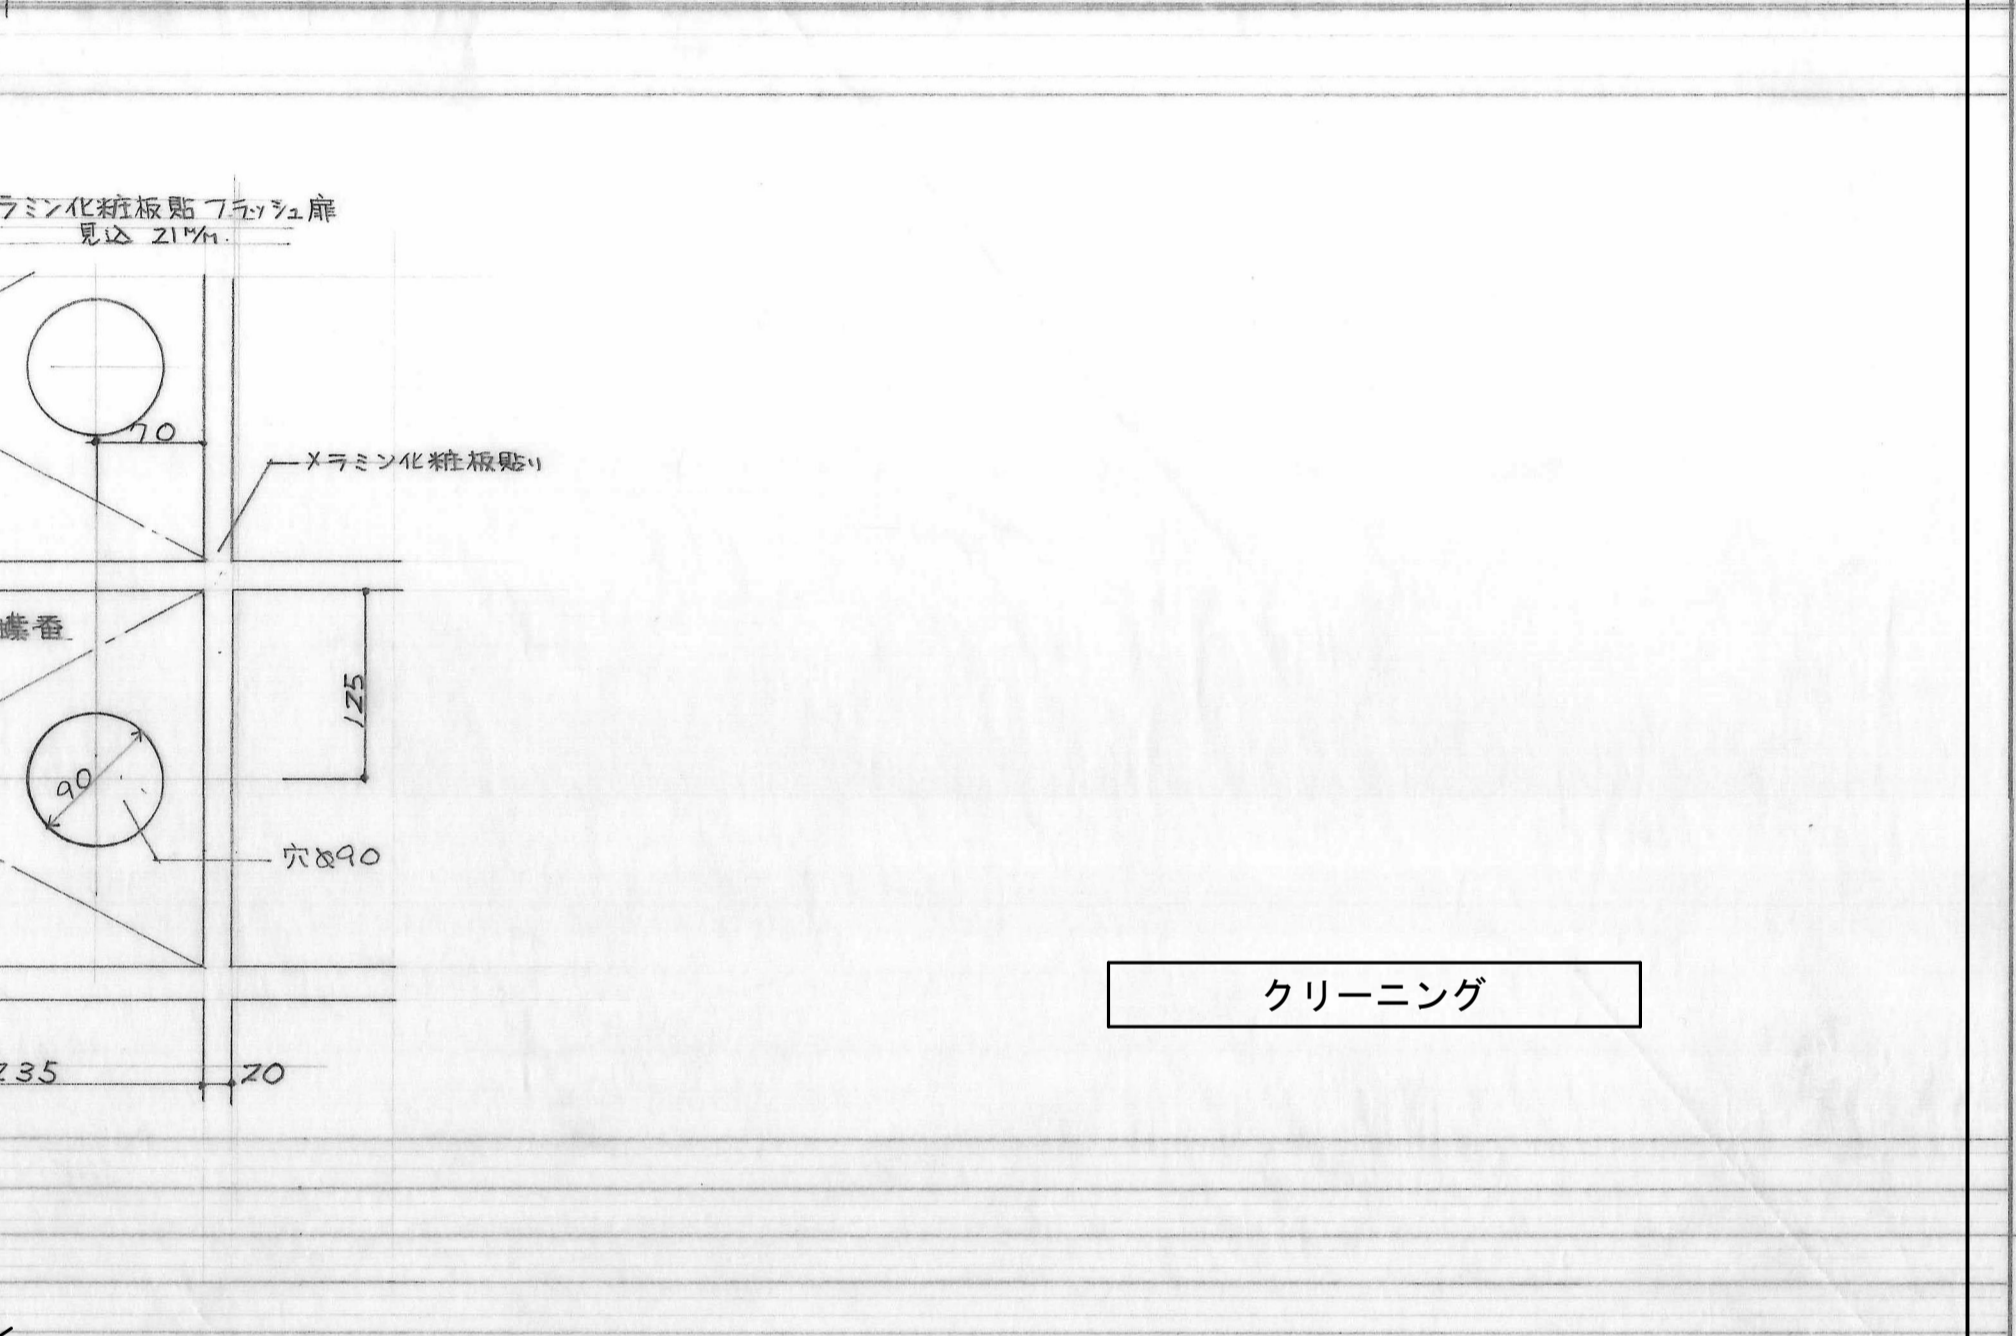 ラミン化粧板貼フラッシュ扉
見込 21M/M.
70
メラミン化粧板貼り
蝶番
125
90
穴φ90
クリーニング
235
20